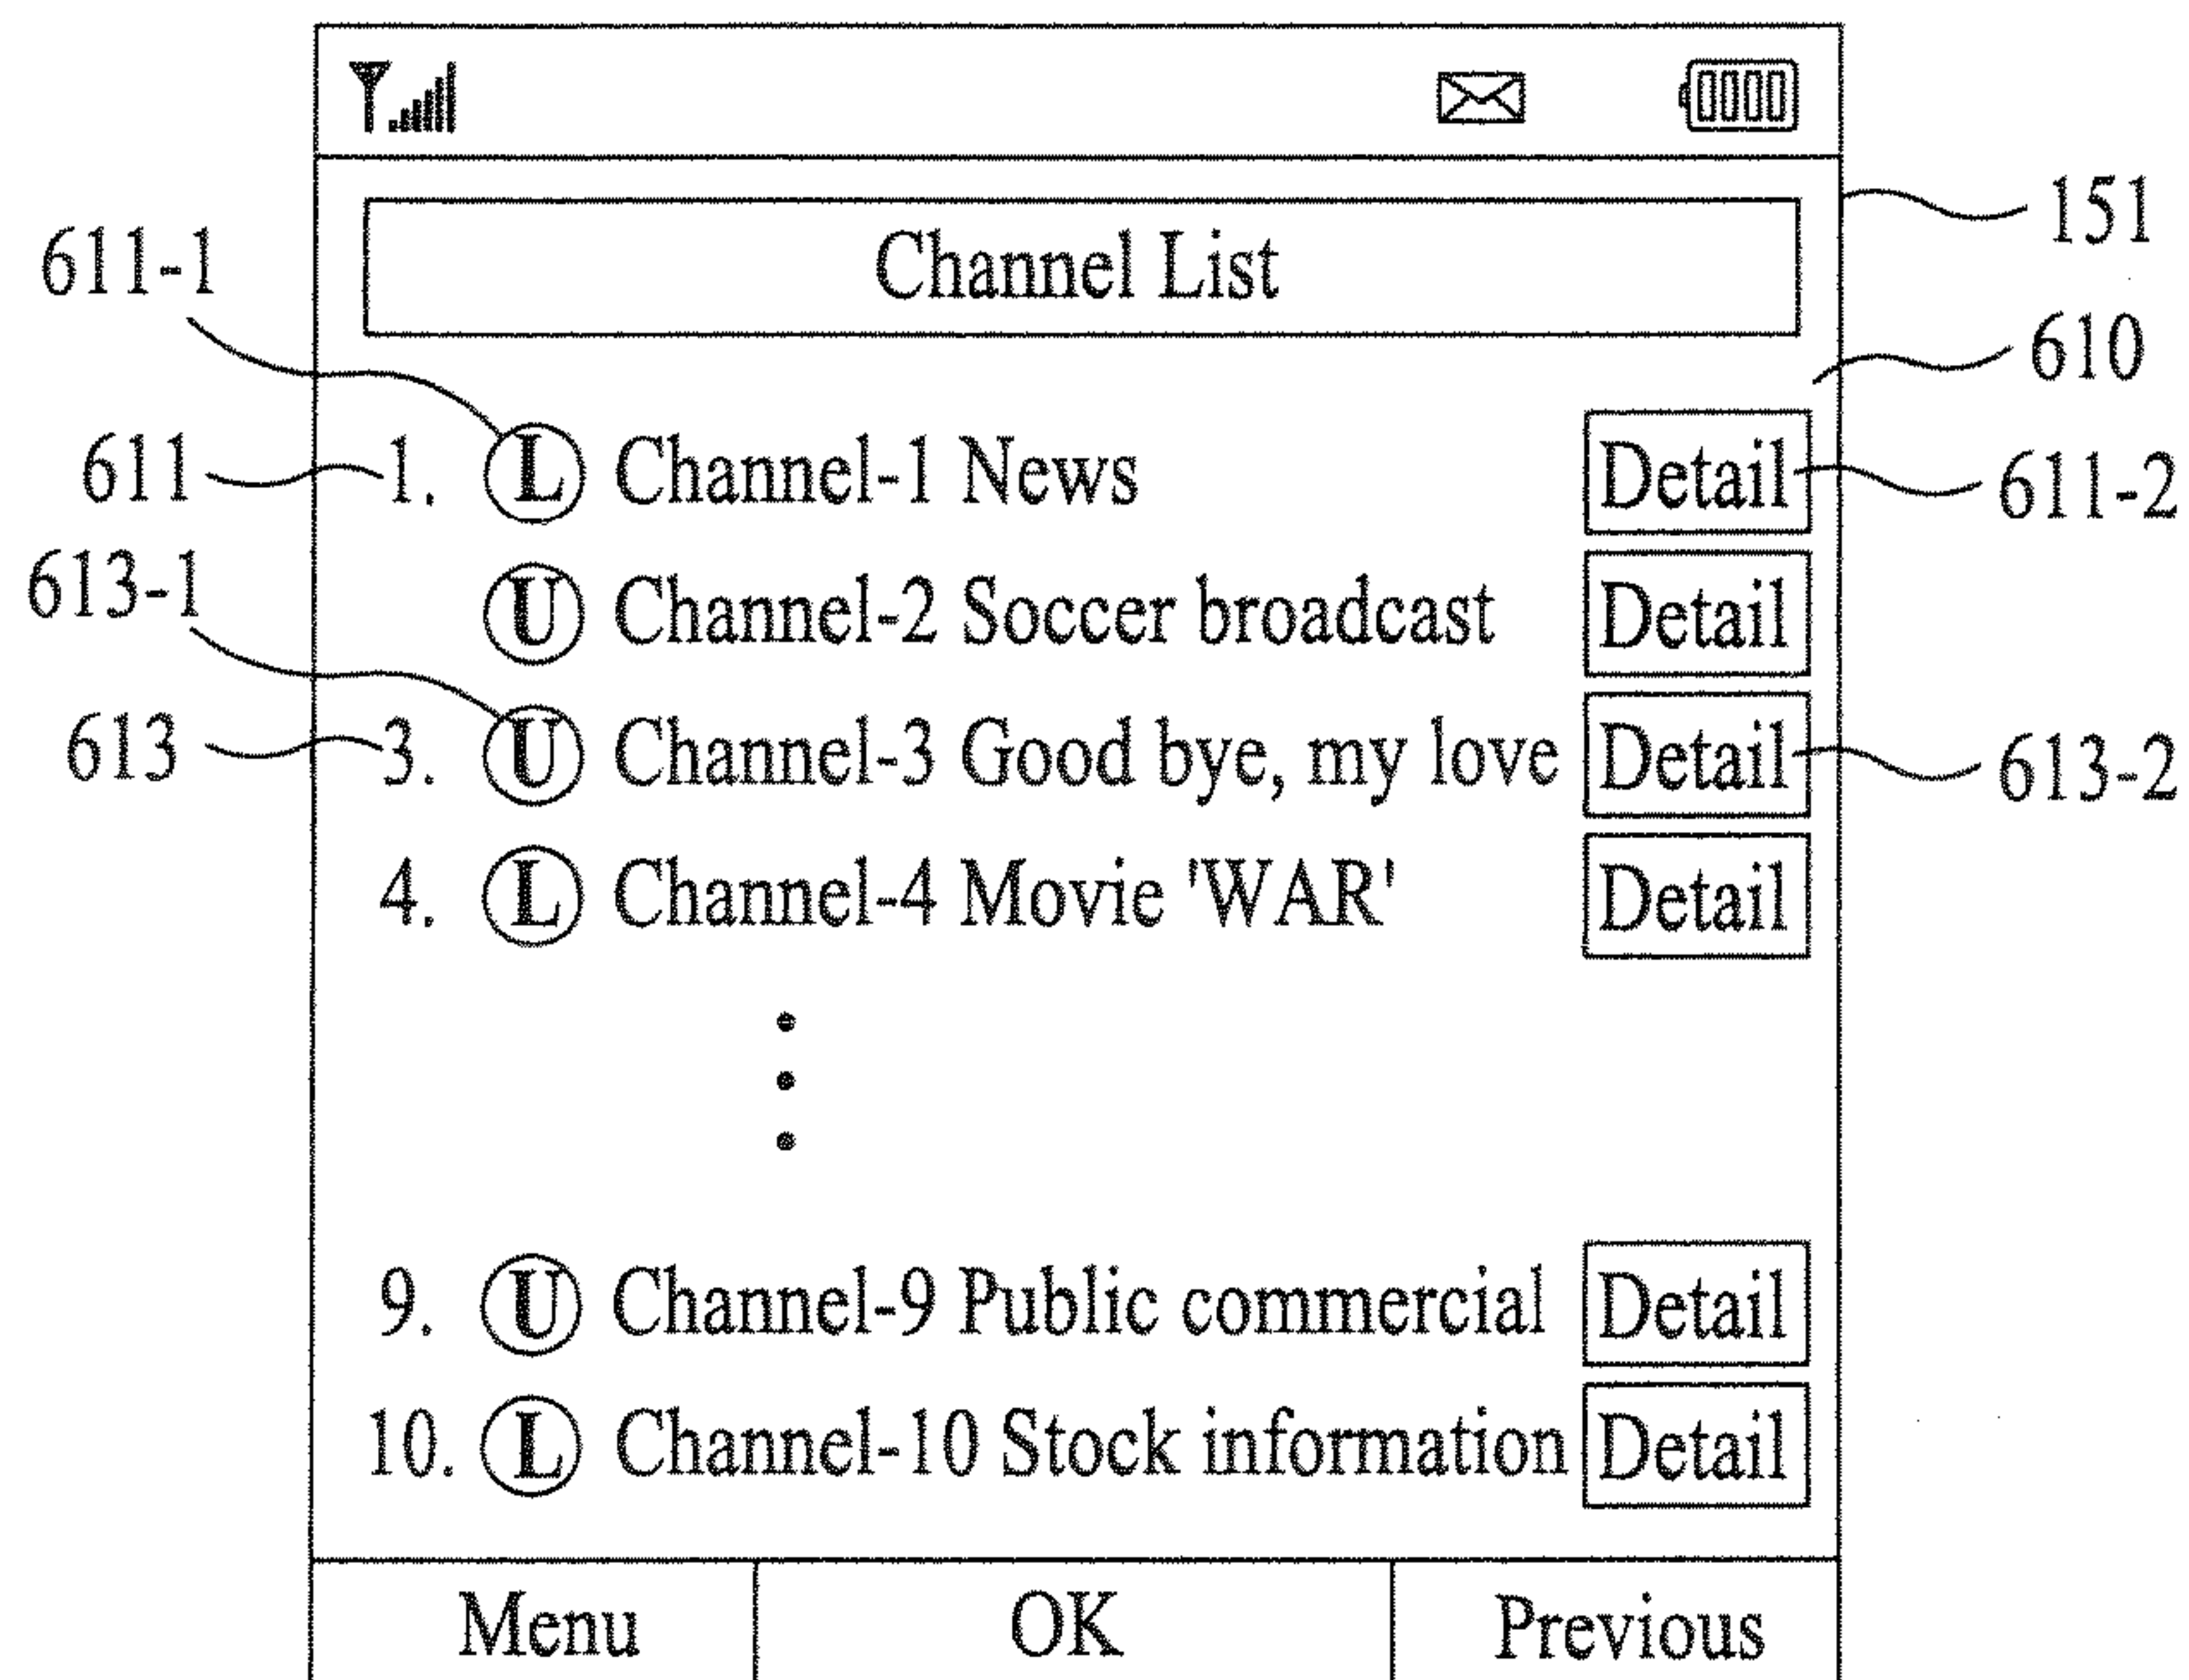 Channel List
151
611-1
610
611
1. L Channel-1 News Detail
611-2
613-1
U Channel-2 Soccer broadcast Detail
613
3. U Channel-3 Good bye, my love Detail
613-2
4. L Channel-4 Movie 'WAR' Detail
9. U Channel-9 Public commercial Detail
10. L Channel-10 Stock information Detail
Menu OK Previous